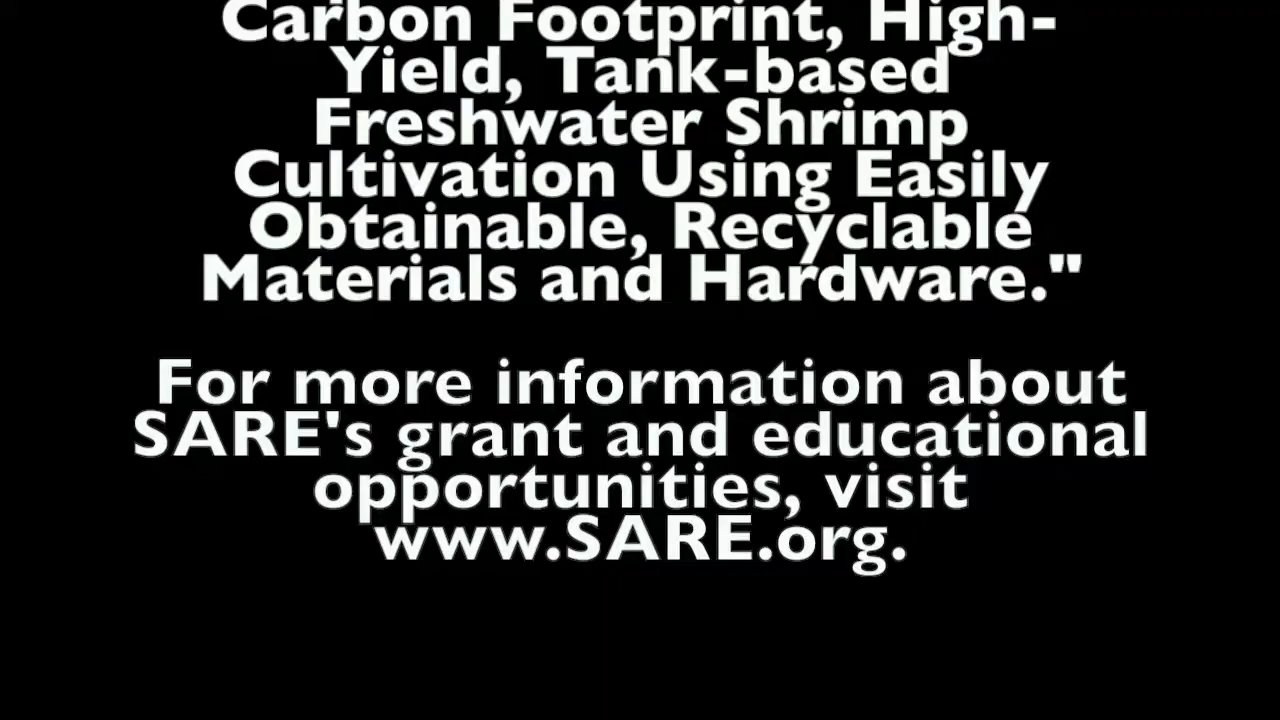 Carbon Footprint, High-
Yield, Tank-based
Freshwater Shrimp
Cultivation Using Easily
Obtainable, Recyclable
Materials and Hardware."
For more information about
SARE's grant and educational
opportunities, visit
www.SARE.org.